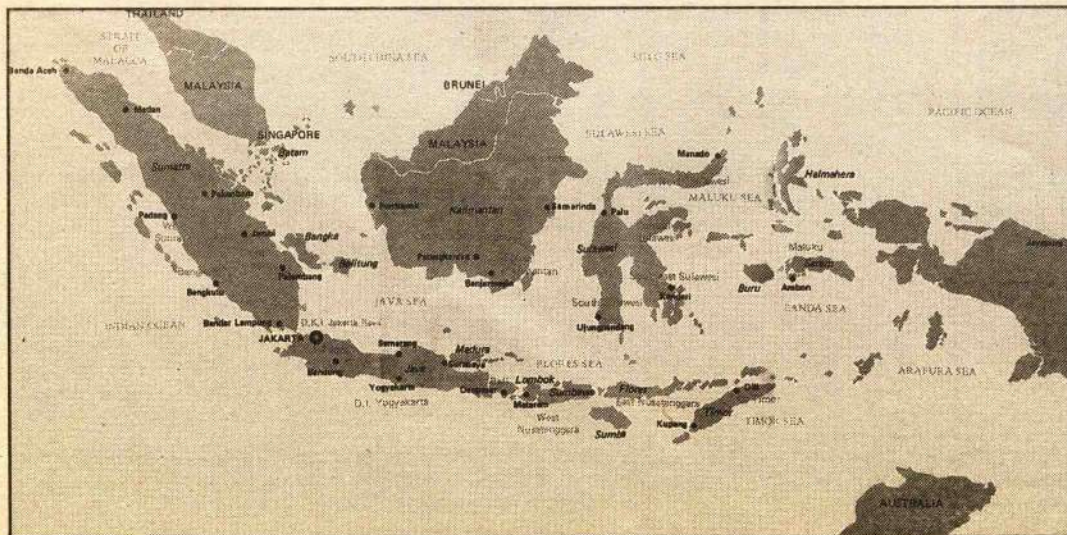 THAILAND
STRAIT
OF
MALACCA
SOUTH CHINA SEA
SULU SEA
Banda Aceh
MALAYSIA
BRUNEI
Medan
PACIFIC OCEAN
SINGAPORE
SULAWESI SEA
Batam
MALAYSIA
Manado
Sumatra
Halmahera
Pakanbaru
MALUKU SEA
Pontianak
Kalimantan
Samarinda
Palu
Padang
Jambi
Bangka
Sulawesi
Maluku
Seram
Belitung
Palangkaraya
Palembang
Banjarmasin
Buru
Ambon
Bengkulu
Kendari
JAVA SEA
BANDA SEA
INDIAN OCEAN
Bandar Lampung
D.K.I. Jakarta Raya
Ujungpandang
JAKARTA
Semarang
Madura
Surabaya
FLORES SEA
Bandung
Java
ARAFURA SEA
Yogyakarta
Lombok
Denpasar
Sumbawa
Flores
Dili
D.I. Yogyakarta
Mataram
East Nusatenggara
Timor
West
Nusatenggara
Sumba
Kupang
TIMOR SEA
AUSTRALIA